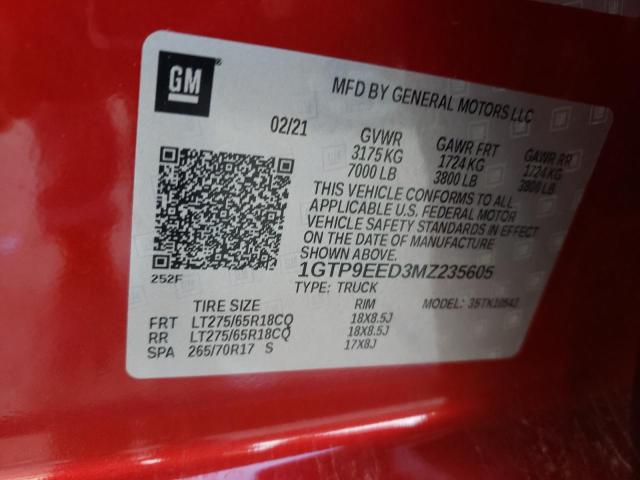 GM
MFD BY GENERAL MOTORS LLC
02/21 GVWR GAWR FRT GAWR RR
3175 KG 1724 KG 1724 KG
7000 LB 3800 LB 3800 LB
THIS VEHICLE CONFORMS TO ALL
APPLICABLE U.S. FEDERAL MOTOR
VEHICLE SAFETY STANDARDS IN EFFECT
ON THE DATE OF MANUFACTURE
SHOWN ABOVE.
1GTP9EED3MZ235605
252F
TYPE: TRUCK MODEL:
TIRE SIZE RIM
FRT LT275/65R18CQ 18X8.5J
RR LT275/65R18CQ 18X8.5J
SPA 265/70R17 S 17X8J